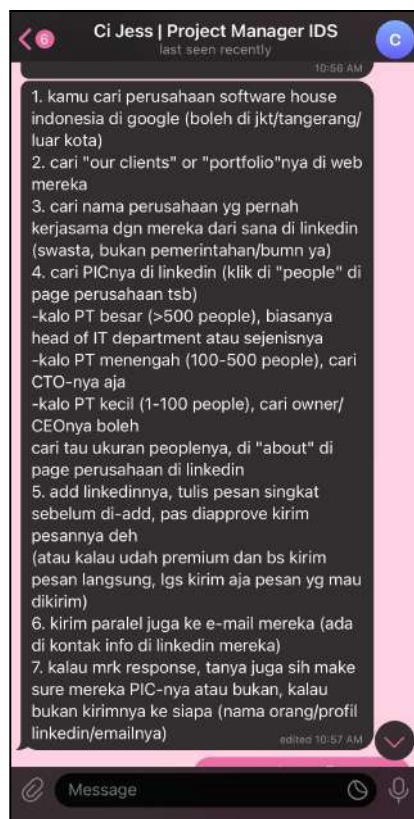 6
Ci Jess | Project Manager IDS
last seen recently
C
10:56 AM
1. kamu cari perusahaan software house
indonesia di google (boleh di jkt/tangerang/
luar kota)
2. cari "our clients" or "portfolio"nya di web
mereka
3. cari nama perusahaan yg pernah
kerjasama dgn mereka dari sana di linkedin
(swasta, bukan pemerintahan/bumn ya)
4. cari PICnya di linkedin (klik di "people" di
page perusahaan tsb)
-kalo PT besar (>500 people), biasanya
head of IT department atau sejenisnya
-kalo PT menengah (100-500 people), cari
CTO-nya aja
-kalo PT kecil (1-100 people), cari owner/
CEOnya boleh
cari tau ukuran peoplenya, di "about" di
page perusahaan di linkedin
5. add linkedinnya, tulis pesan singkat
sebelum di-add, pas diapprove kirim
pesannya deh
(atau kalau udah premium dan bs kirim
pesan langsung, lgs kirim aja pesan yg mau
dikirim)
6. kirim paralel juga ke e-mail mereka (ada
di kontak info di linkedin mereka)
7. kalau mrk response, tanya juga sih make
sure mereka PIC-nya atau bukan, kalau
bukan kirimnya ke siapa (nama orang/profil
linkedin/emailnya)
edited 10:57 AM
Message